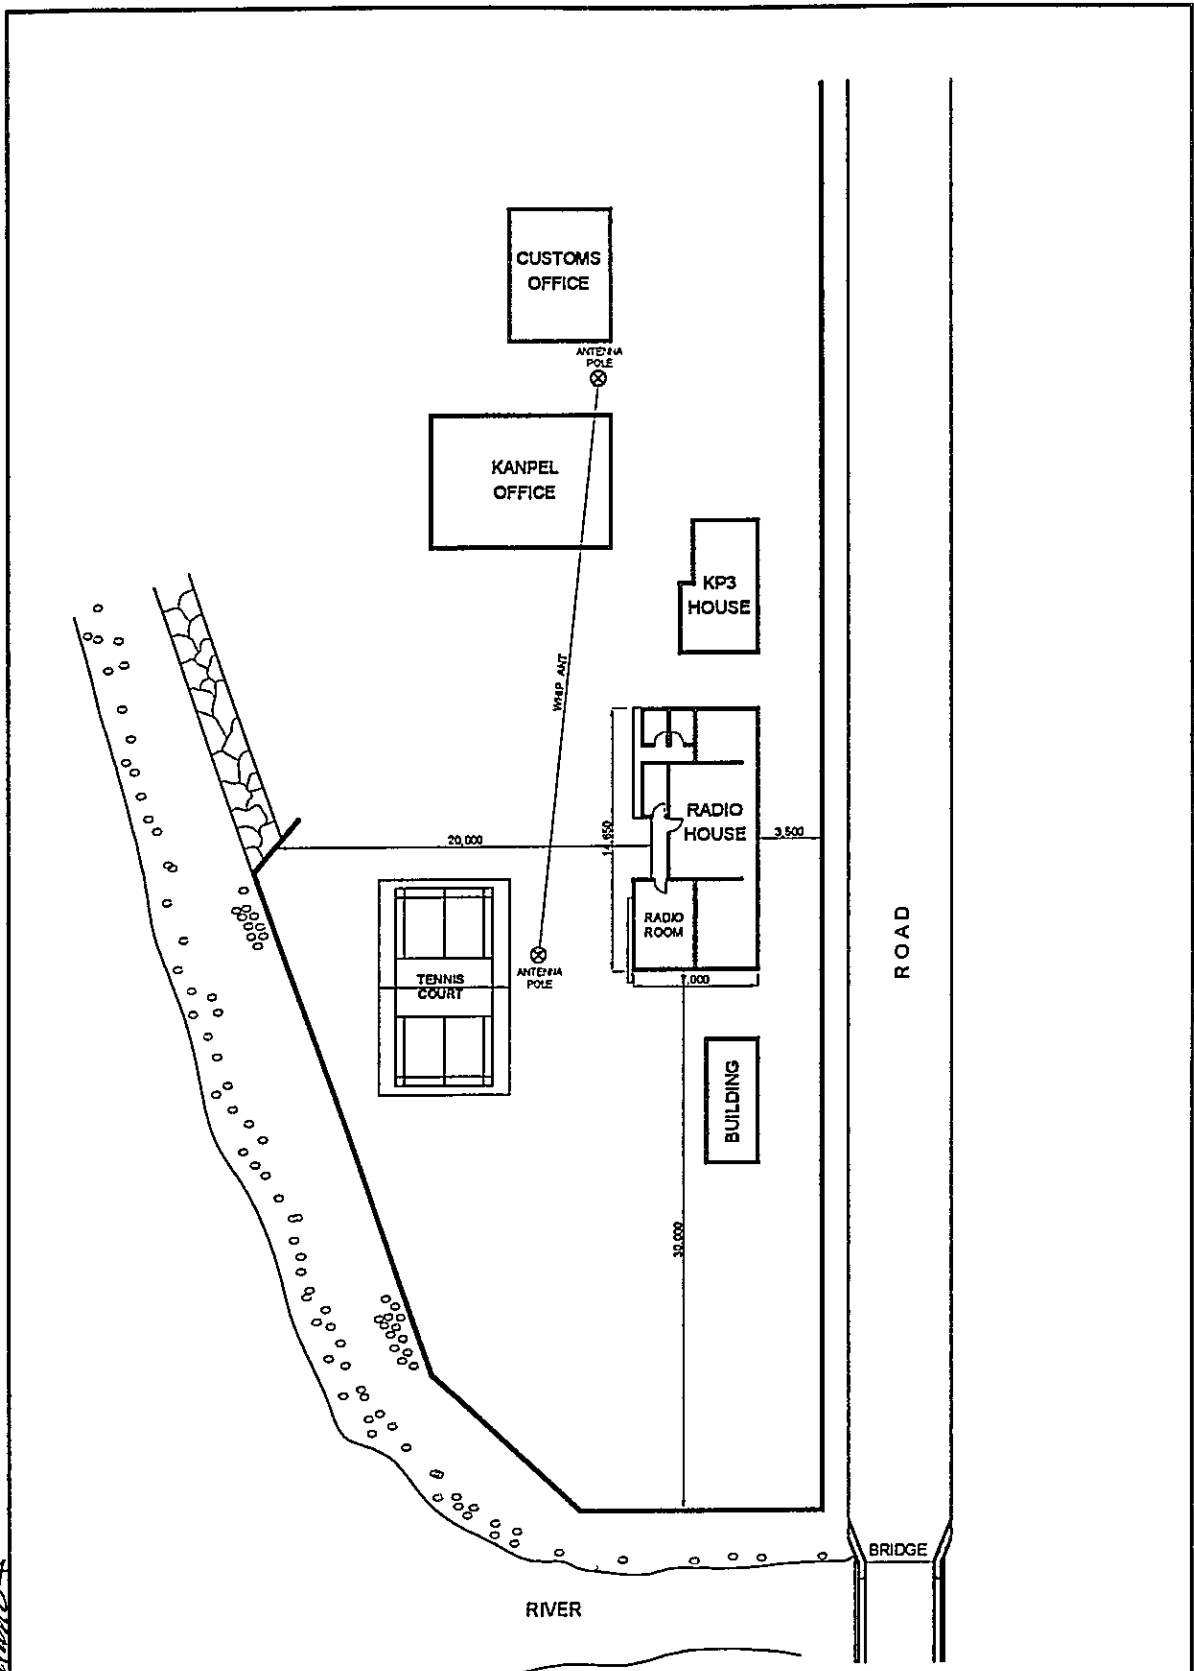 CUSTOMS
OFFICE
ANTENNA
POLE
KANPEL
OFFICE
KP3
HOUSE
WHIP ANT
RADIO
HOUSE
3,500
20,000
14,650
RADIO
ROOM
ANTENNA
POLE
TENNIS
COURT
7,000
ROAD
BUILDING
30,000
BRIDGE
RIVER